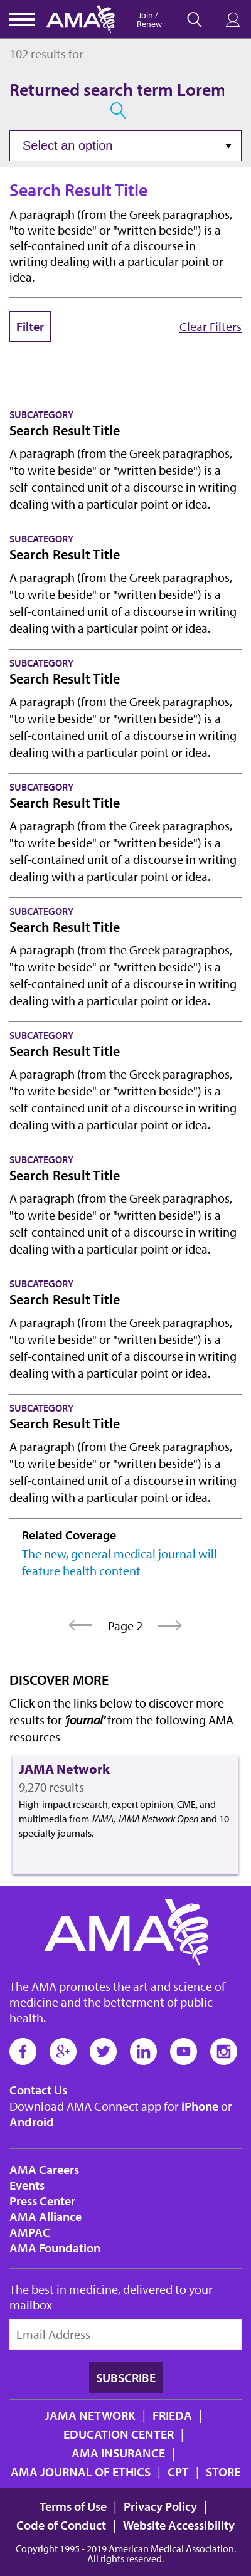 AMA
Join /
Renew
102 results for
Returned search term Lorem
Select an option
Search Result Title
A paragraph (from the Greek paragraphos,
"to write beside" or "written beside") is a
self-contained unit of a discourse in
writing dealing with a particular point or
idea.
Filter
Clear Filters
SUBCATEGORY
Search Result Title
A paragraph (from the Greek paragraphos,
"to write beside" or "written beside") is a
self-contained unit of a discourse in writing
dealing with a particular point or idea.
SUBCATEGORY
Search Result Title
A paragraph (from the Greek paragraphos,
"to write beside" or "written beside") is a
self-contained unit of a discourse in writing
dealing with a particular point or idea.
SUBCATEGORY
Search Result Title
A paragraph (from the Greek paragraphos,
"to write beside" or "written beside") is a
self-contained unit of a discourse in writing
dealing with a particular point or idea.
SUBCATEGORY
Search Result Title
A paragraph (from the Greek paragraphos,
"to write beside" or "written beside") is a
self-contained unit of a discourse in writing
dealing with a particular point or idea.
SUBCATEGORY
Search Result Title
A paragraph (from the Greek paragraphos,
"to write beside" or "written beside") is a
self-contained unit of a discourse in writing
dealing with a particular point or idea.
SUBCATEGORY
Search Result Title
A paragraph (from the Greek paragraphos,
"to write beside" or "written beside") is a
self-contained unit of a discourse in writing
dealing with a particular point or idea.
SUBCATEGORY
Search Result Title
A paragraph (from the Greek paragraphos,
"to write beside" or "written beside") is a
self-contained unit of a discourse in writing
dealing with a particular point or idea.
SUBCATEGORY
Search Result Title
A paragraph (from the Greek paragraphos,
"to write beside" or "written beside") is a
self-contained unit of a discourse in writing
dealing with a particular point or idea.
SUBCATEGORY
Search Result Title
A paragraph (from the Greek paragraphos,
"to write beside" or "written beside") is a
self-contained unit of a discourse in writing
dealing with a particular point or idea.
Related Coverage
The new, general medical journal will
feature health content
Page 2
DISCOVER MORE
Click on the links below to discover more
results for 'journal' from the following AMA
resources
JAMA Network
9,270 results
High-impact research, expert opinion, CME, and
multimedia from JAMA, JAMA Network Open and 10
specialty journals.
AMA
The AMA promotes the art and science of
medicine and the betterment of public
health.
Contact Us
Download AMA Connect app for iPhone or
Android
AMA Careers
Events
Press Center
AMA Alliance
AMPAC
AMA Foundation
The best in medicine, delivered to your
mailbox
Email Address
SUBSCRIBE
JAMA NETWORK | FRIEDA |
EDUCATION CENTER |
AMA INSURANCE |
AMA JOURNAL OF ETHICS | CPT | STORE
Terms of Use | Privacy Policy |
Code of Conduct | Website Accessibility
Copyright 1995 - 2019 American Medical Association.
All rights reserved.